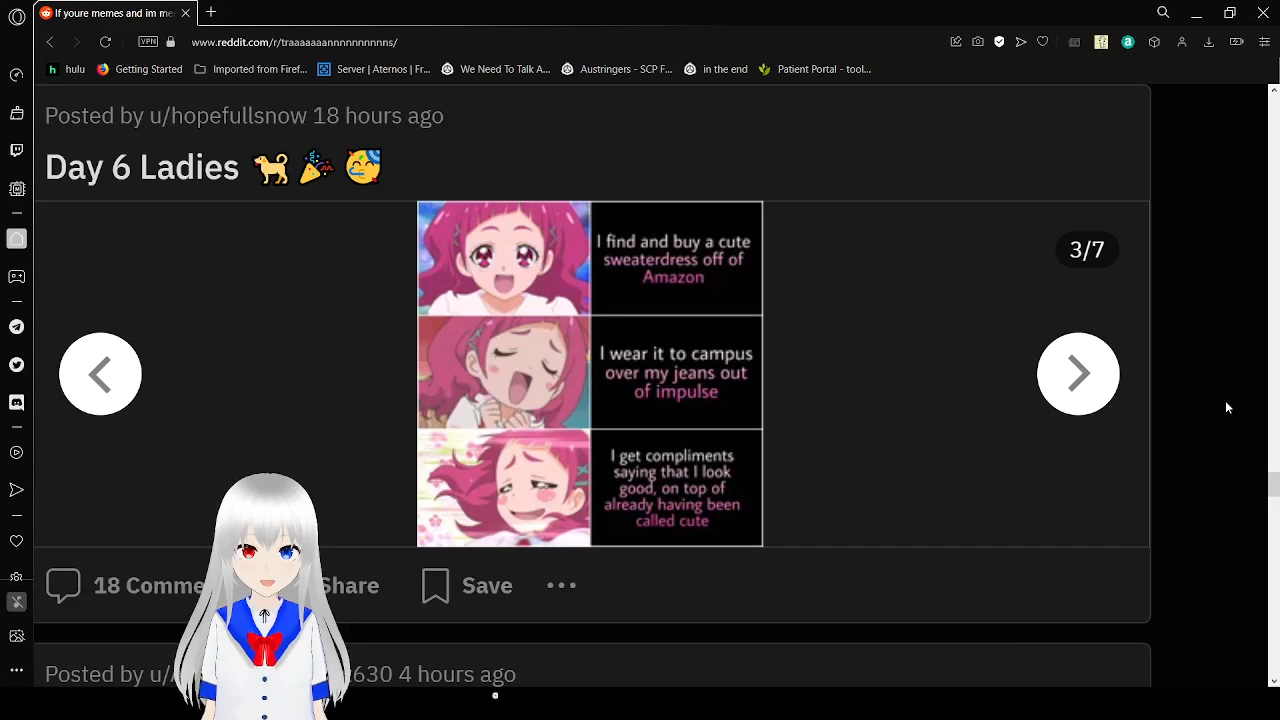 If youre memes and im me
VPN
www.reddit.com/r/traaaaaaannnnnnnnnns/
hulu
Getting Started
Imported from Firef...
Server | Aternos | Fr...
We Need To Talk A...
Austringers - SCP F...
in the end
Patient Portal - tool...
Posted by u/hopefullsnow 18 hours ago
Day 6 Ladies 🐕 🎉 🥳
3/7
I find and buy a cute
sweaterdress off of
Amazon
I wear it to campus
over my jeans out
of impulse
I get compliments
saying that I look
good, on top of
already having been
called cute
18 Comme
Share
Save
Posted by u/
630 4 hours ago